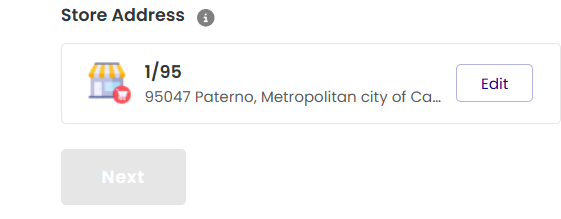 Store Address
1/95
95047 Paterno, Metropolitan city of Ca...
Edit
Next